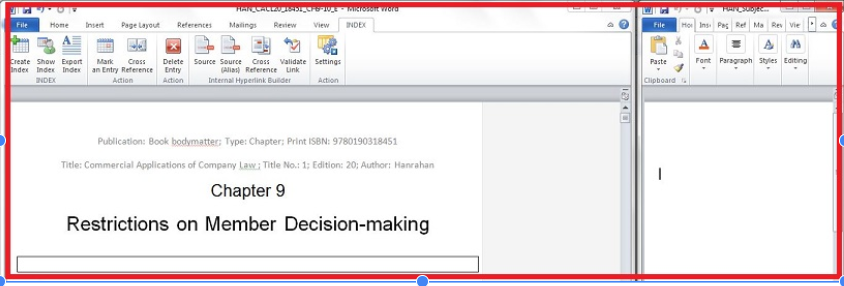 HAN_CACL20_18451_CH6-10_E - Microsoft Word
File Home Insert Page Layout References Mailings Review View INDEX
Create Index Show Index Export Index Mark an Entry Cross Reference Delete Entry Source Source (Alias) Cross Reference Validate Link Settings
INDEX Action Action Internal Hyperlink Builder Action
Publication: Book bodymatter; Type: Chapter; Print ISBN: 9780190318451
Title: Commercial Applications of Company Law ; Title No.: 1; Edition: 20; Author: Hanrahan
Chapter 9
Restrictions on Member Decision-making
HAN_Subjec...
File Ins Pag Ref Ma Rev Vie
Paste Font Paragraph Styles Editing
Clipboard